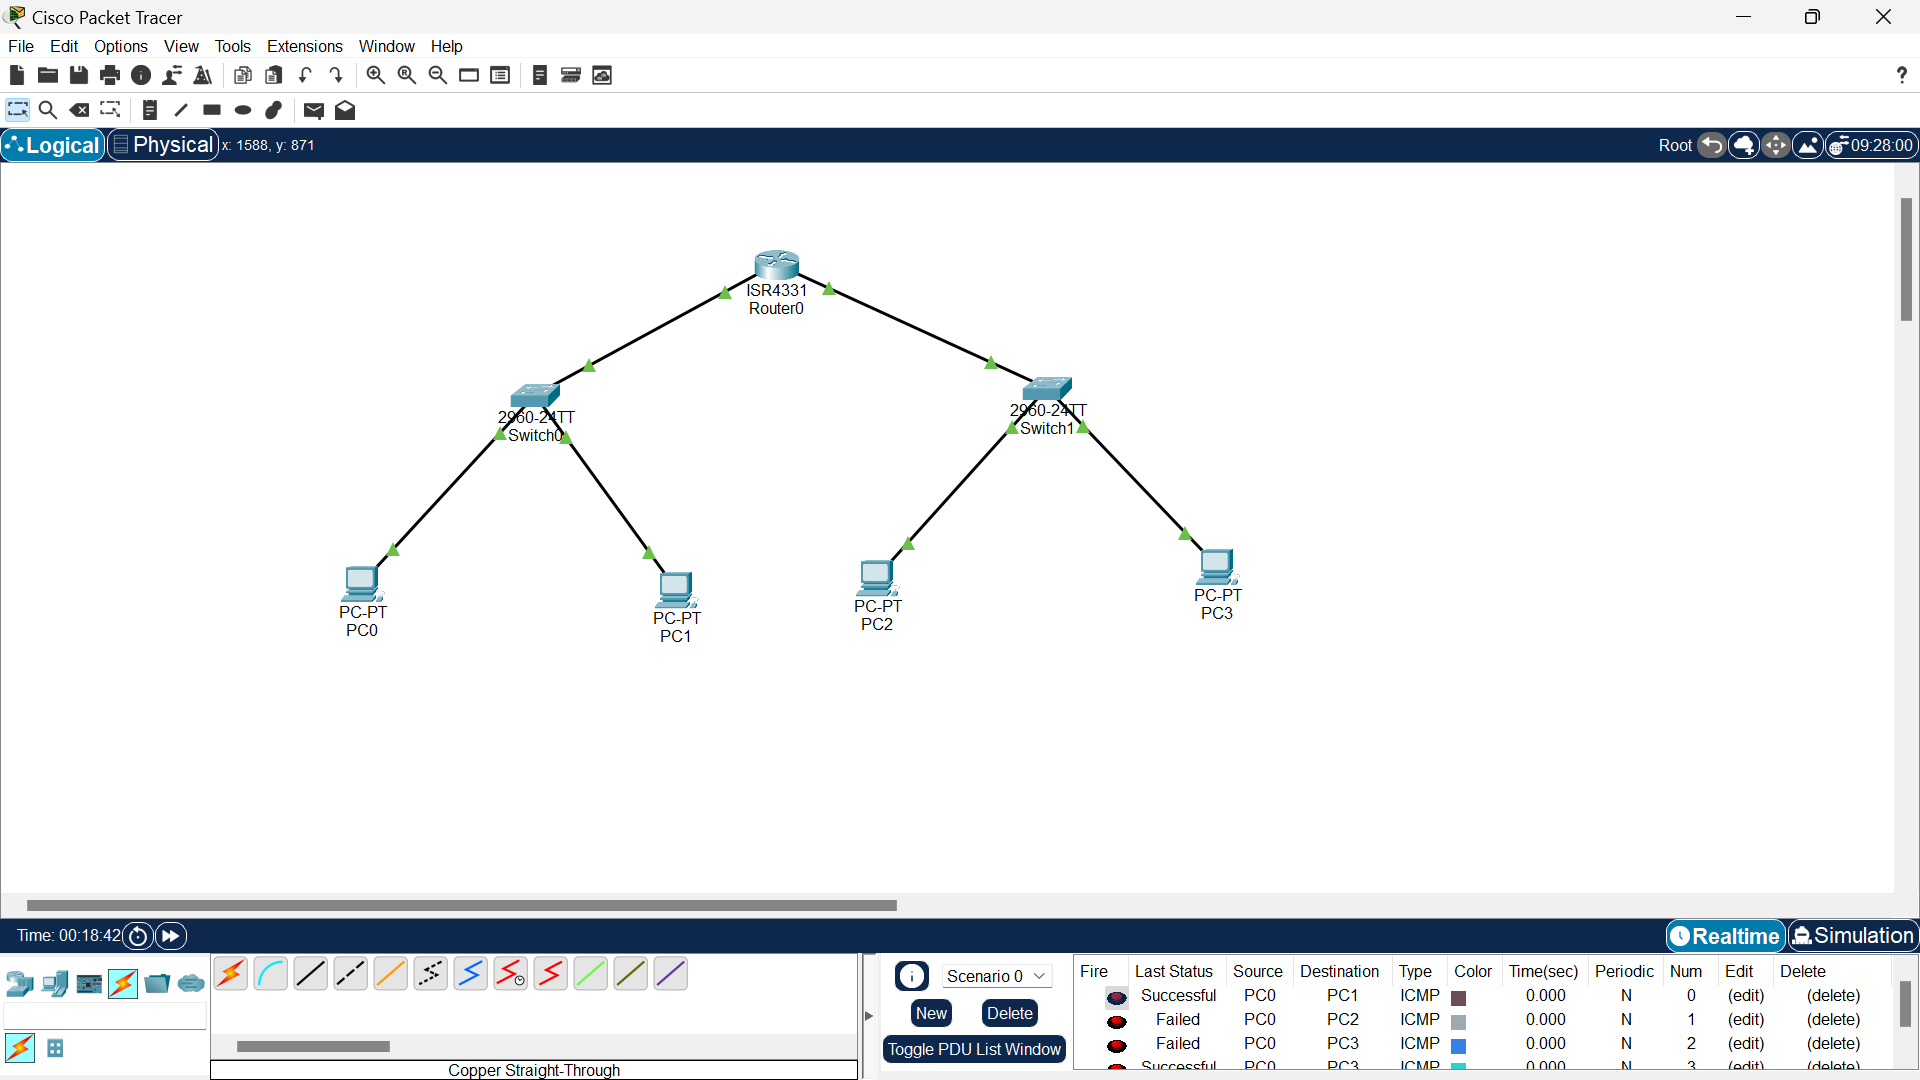 Cisco Packet Tracer
File Edit Options View Tools Extensions Window Help
?
Logical Physical x: 1588, y: 871 Root 09:28:00
ISR4331
Router0
2960-24TT
Switch0
2960-24TT
Switch1
PC-PT
PC0
PC-PT
PC1
PC-PT
PC2
PC-PT
PC3
Time: 00:18:42 Realtime Simulation
Scenario 0
New Delete
Toggle PDU List Window
Copper Straight-Through
Fire Last Status Source Destination Type Color Time(sec) Periodic Num Edit Delete
Successful PC0 PC1 ICMP 0.000 N 0 (edit) (delete)
Failed PC0 PC2 ICMP 0.000 N 1 (edit) (delete)
Failed PC0 PC3 ICMP 0.000 N 2 (edit) (delete)
Successful PC0 PC3 ICMP 0.000 N 3 (edit) (delete)